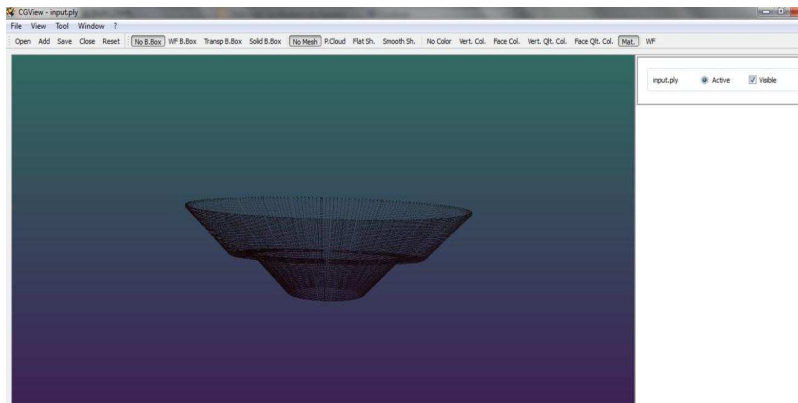 CGView - input.ply
File View Tool Window ?
Open Add Save Close Reset No B.Box WF B.Box Transp B.Box Solid B.Box No Mesh P.Cloud Flat Sh. Smooth Sh. No Color Vert. Col. Face Col. Vert. Qlt. Col. Face Qlt. Col. Mat. WF
input.ply Active Visible